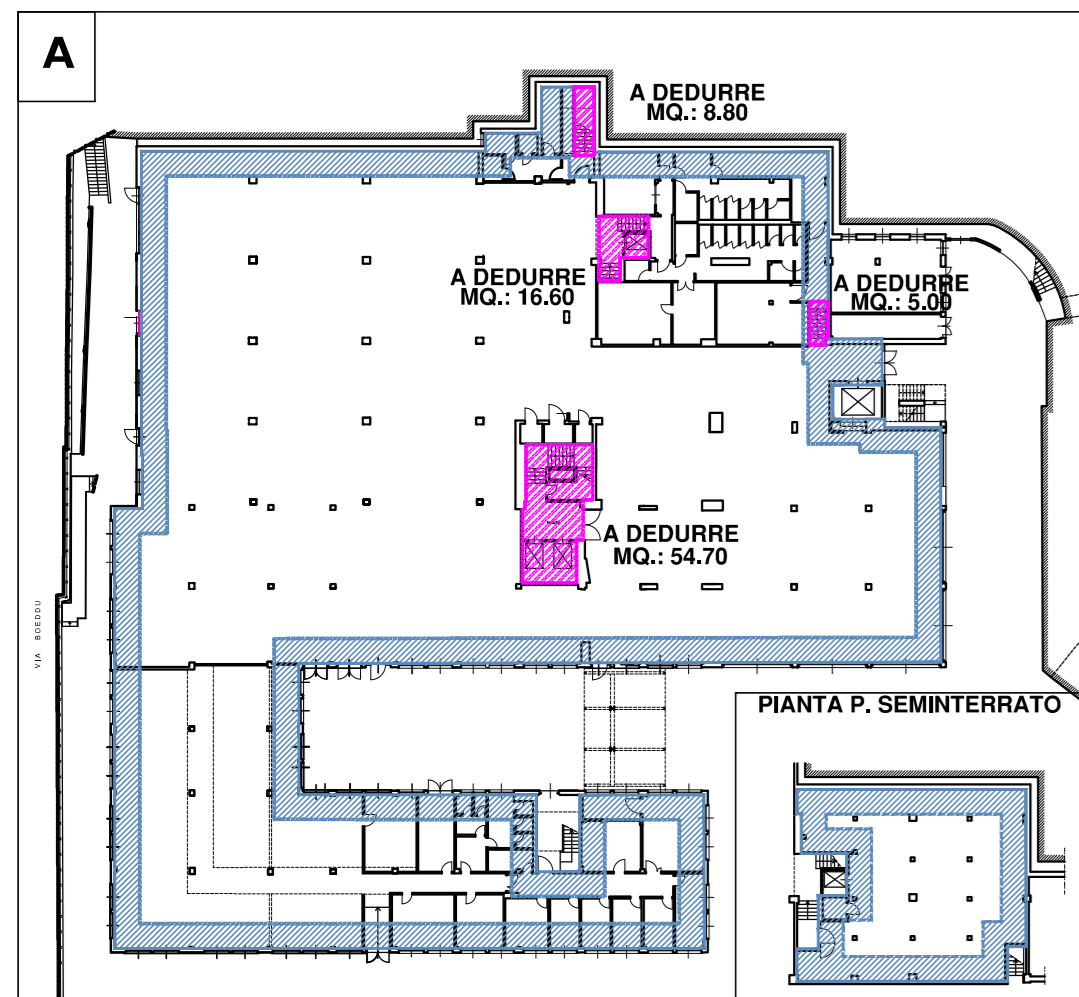 A
A DEDURRE
MQ.: 8.80
A DEDURRE
MQ.: 16.60
A DEDURRE
MQ.: 5.00
A DEDURRE
MQ.: 54.70
VIA BOEDDU
PIANTA P. SEMINTERRATO